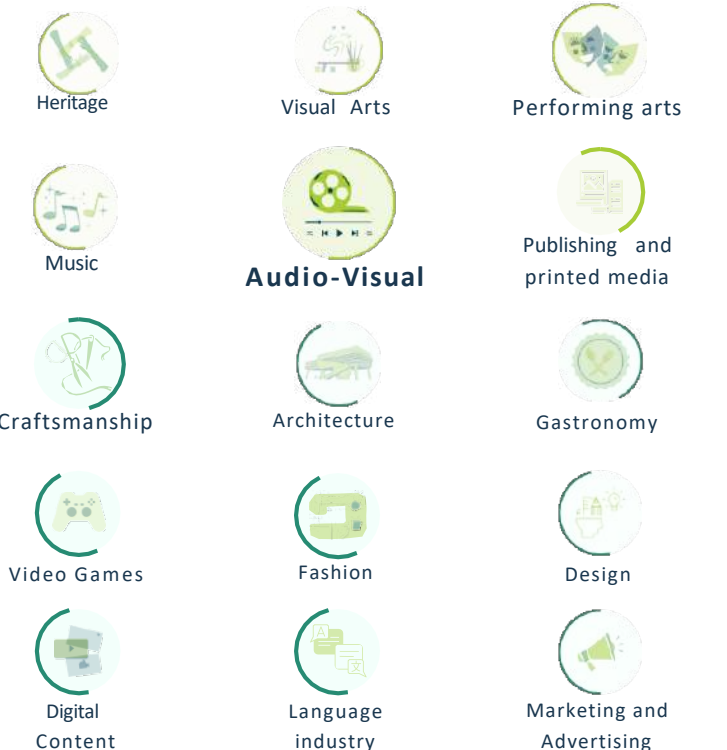 Heritage
Visual Arts
Performing arts
Music
Audio-Visual
Publishing and
printed media
Craftsmanship
Architecture
Gastronomy
Video Games
Fashion
Design
Digital
Content
Language
industry
Marketing and
Advertising